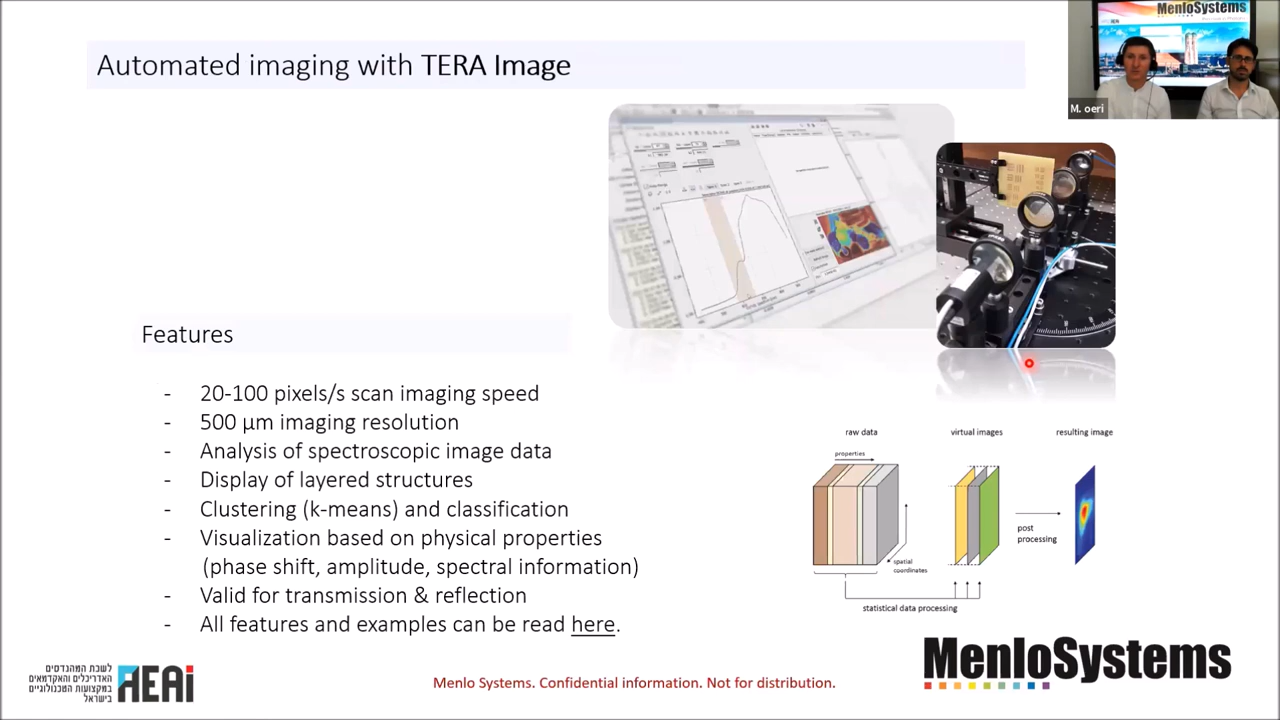 Automated imaging with TERA Image
MenloSystems
M. oeri
Features
- 20-100 pixels/s scan imaging speed
- 500 µm imaging resolution
- Analysis of spectroscopic image data
- Display of layered structures
- Clustering (k-means) and classification
- Visualization based on physical properties
(phase shift, amplitude, spectral information)
- Valid for transmission & reflection
- All features and examples can be read here.
raw data
virtual images
resulting image
properties
post
processing
spatial
coordinates
statistical data processing
לשכת המהנדסים
האדריכלים והאקדמאים
במקצועות הטכנולוגיים
בישראל
AEAi
Menlo Systems. Confidential information. Not for distribution.
MenloSystems